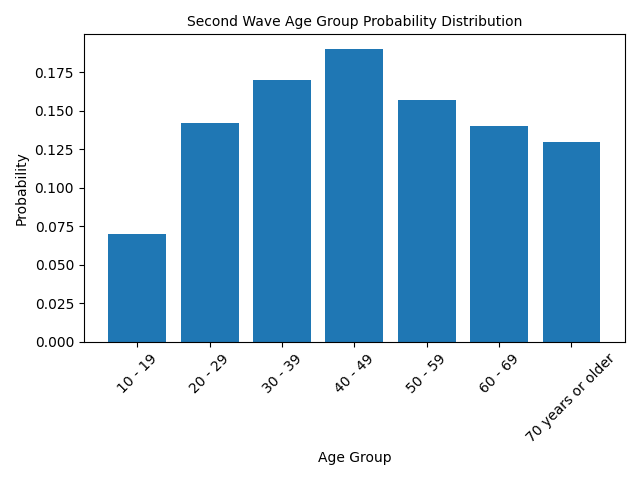 Second Wave Age Group Probability Distribution
Probability
0.175
0.150
0.125
0.100
0.075
0.050
0.025
0.000
10 - 19
20 - 29
30 - 39
40 - 49
50 - 59
60 - 69
70 years or older
Age Group